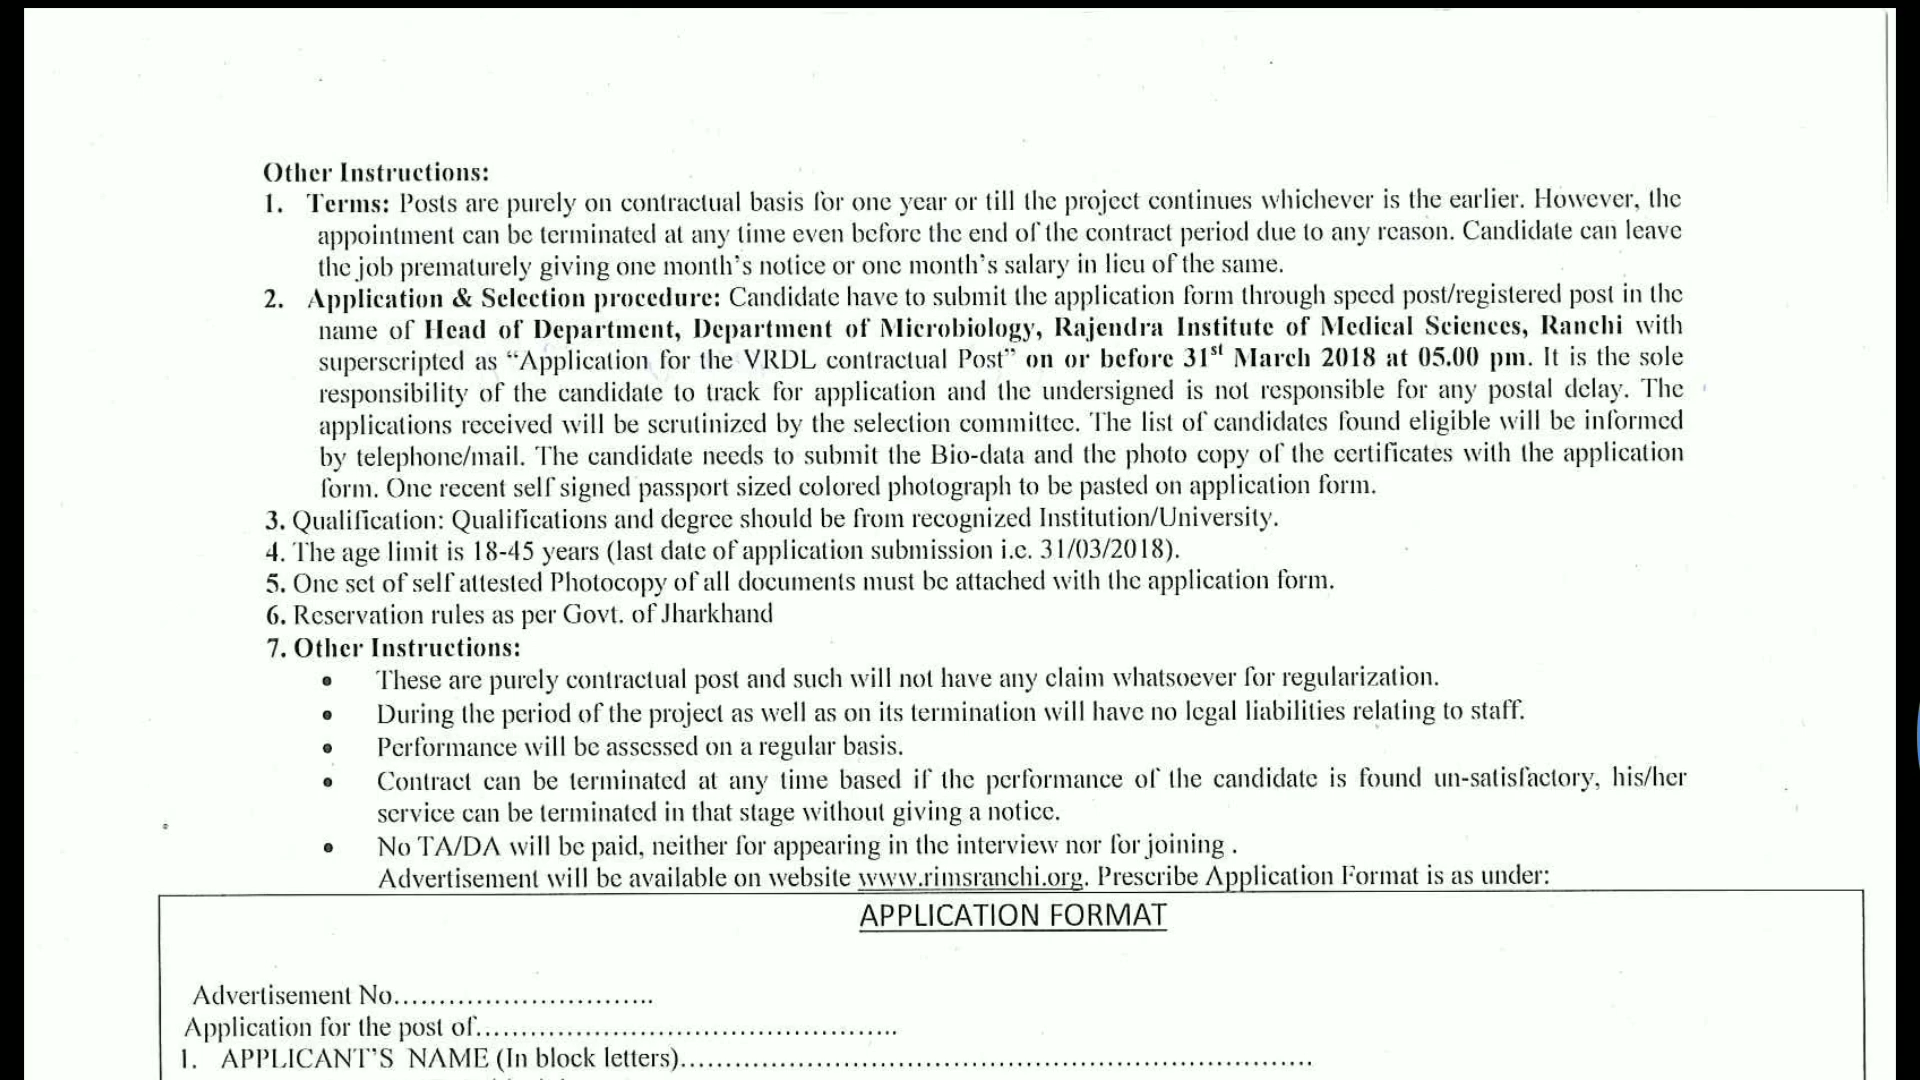 Other Instructions:
1. Terms: Posts are purely on contractual basis for one year or till the project continues whichever is the earlier. However, the
appointment can be terminated at any time even before the end of the contract period due to any reason. Candidate can leave
the job prematurely giving one month's notice or one month's salary in lieu of the same.
2. Application & Selection procedure: Candidate have to submit the application form through speed post/registered post in the
name of Head of Department, Department of Microbiology, Rajendra Institute of Medical Sciences, Ranchi with
superscripted as “Application for the VRDL contractual Post” on or before 31st March 2018 at 05.00 pm. It is the sole
responsibility of the candidate to track for application and the undersigned is not responsible for any postal delay. The
applications received will be scrutinized by the selection committee. The list of candidates found eligible will be informed
by telephone/mail. The candidate needs to submit the Bio-data and the photo copy of the certificates with the application
form. One recent self signed passport sized colored photograph to be pasted on application form.
3. Qualification: Qualifications and degree should be from recognized Institution/University.
4. The age limit is 18-45 years (last date of application submission i.e. 31/03/2018).
5. One set of self attested Photocopy of all documents must be attached with the application form.
6. Reservation rules as per Govt. of Jharkhand
7. Other Instructions:
• These are purely contractual post and such will not have any claim whatsoever for regularization.
• During the period of the project as well as on its termination will have no legal liabilities relating to staff.
• Performance will be assessed on a regular basis.
• Contract can be terminated at any time based if the performance of the candidate is found un-satisfactory, his/her
service can be terminated in that stage without giving a notice.
• No TA/DA will be paid, neither for appearing in the interview nor for joining .
Advertisement will be available on website www.rimsranchi.org. Prescribe Application Format is as under:
APPLICATION FORMAT
Advertisement No............................
Application for the post of..............................................
1. APPLICANT'S NAME (In block letters).....................................................................